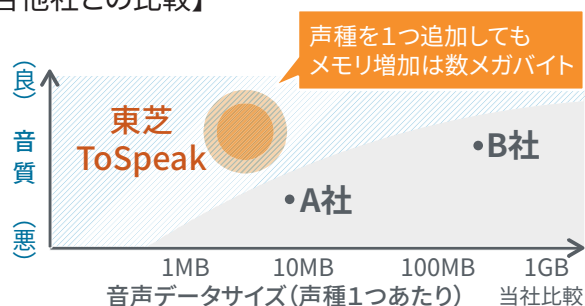 合他社との比較】
声種を1つ追加しても
メモリ増加は数メガバイト
（良）
音質
（悪）
東芝
ToSpeak
•A社
•B社
1MB 10MB 100MB 1GB
音声データサイズ（声種1つあたり） 当社比較